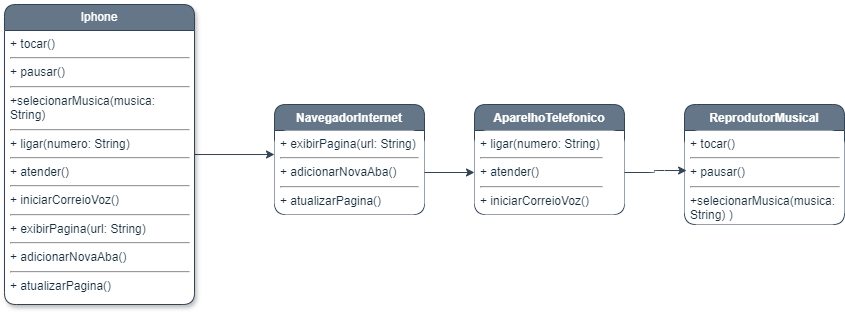 Iphone
+ tocar()
+ pausar()
+selecionarMusica(musica:
String)
+ ligar(numero: String)
+ atender()
+ iniciarCorreioVoz()
+ exibirPagina(url: String)
+ adicionarNovaAba()
+ atualizarPagina()
NavegadorInternet
+ exibirPagina(url: String)
+ adicionarNovaAba()
+ atualizarPagina()
AparelhoTelefonico
+ ligar(numero: String)
+ atender()
+ iniciarCorreioVoz()
ReprodutorMusical
+ tocar()
+ pausar()
+selecionarMusica(musica:
String) )